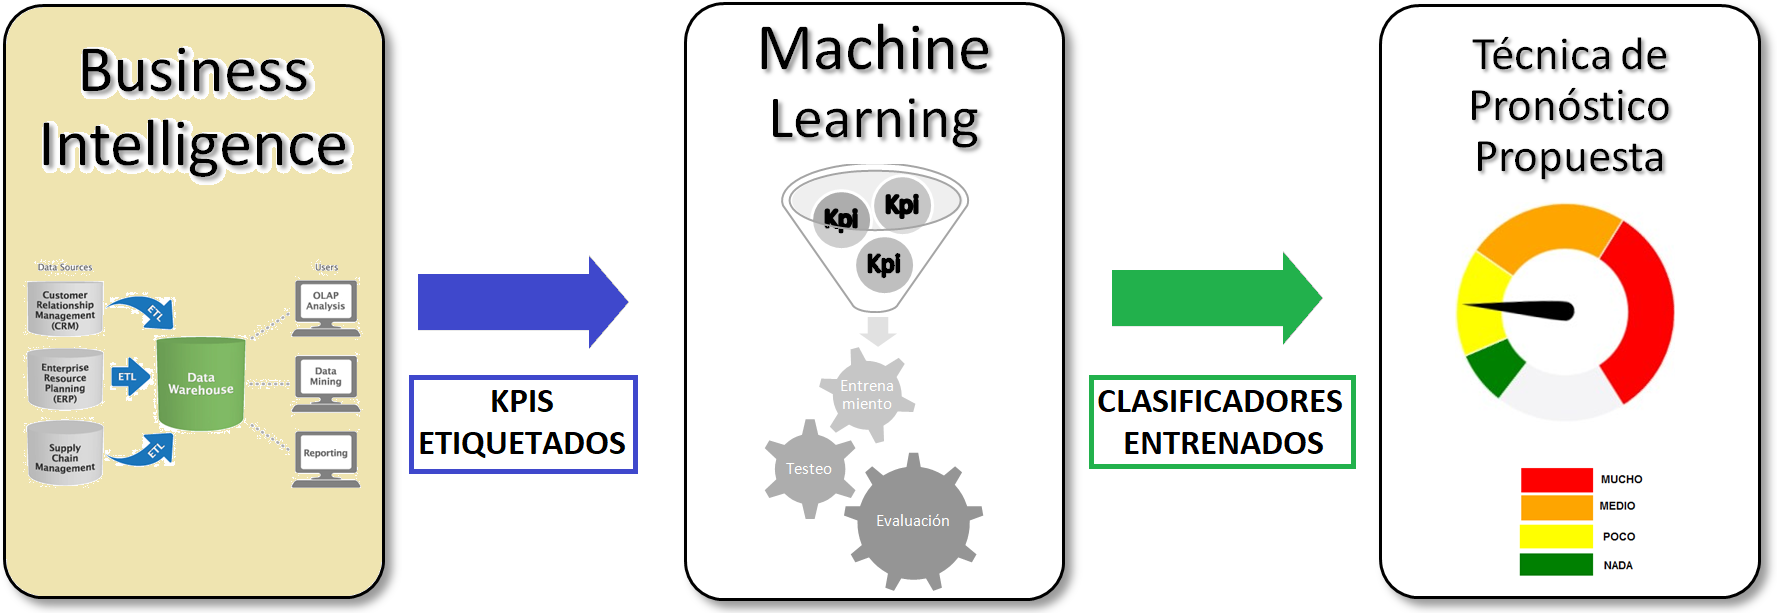 Business
Intelligence
Data Sources
Users
Customer
Relationship
Management
(CRM)
ETL
OLAP
Analysis
Enterprise
Resource
Planning
(ERP)
ETL
Data
Warehouse
Data
Mining
Supply
Chain
Management
ETL
Reporting
KPIS
ETIQUETADOS
Machine
Learning
Kpi
Kpi
Kpi
Entrena
miento
Testeo
Evaluación
CLASIFICADORES
ENTRENADOS
Técnica de
Pronóstico
Propuesta
MUCHO
MEDIO
POCO
NADA